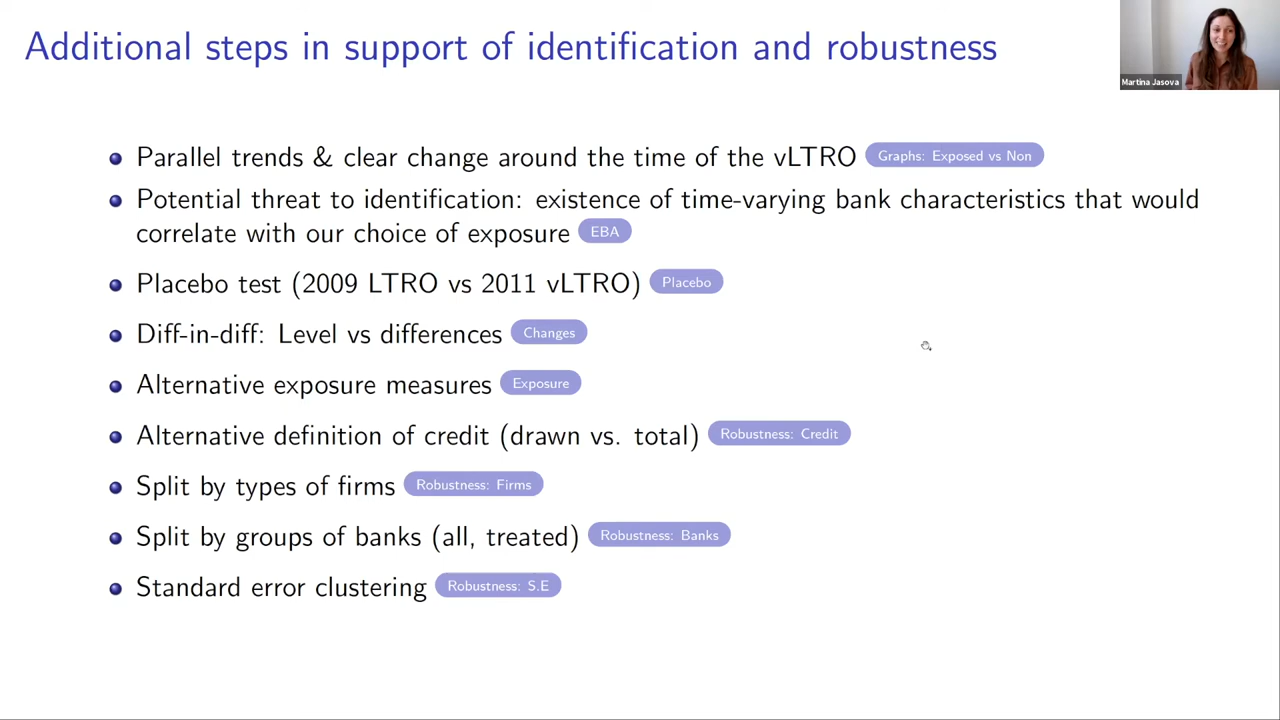 Additional steps in support of identification and robustness
Martina Jasova
Parallel trends & clear change around the time of the vLTRO Graphs: Exposed vs Non
Potential threat to identification: existence of time-varying bank characteristics that would
correlate with our choice of exposure EBA
Placebo test (2009 LTRO vs 2011 vLTRO) Placebo
Diff-in-diff: Level vs differences Changes
Alternative exposure measures Exposure
Alternative definition of credit (drawn vs. total) Robustness: Credit
Split by types of firms Robustness: Firms
Split by groups of banks (all, treated) Robustness: Banks
Standard error clustering Robustness: S.E